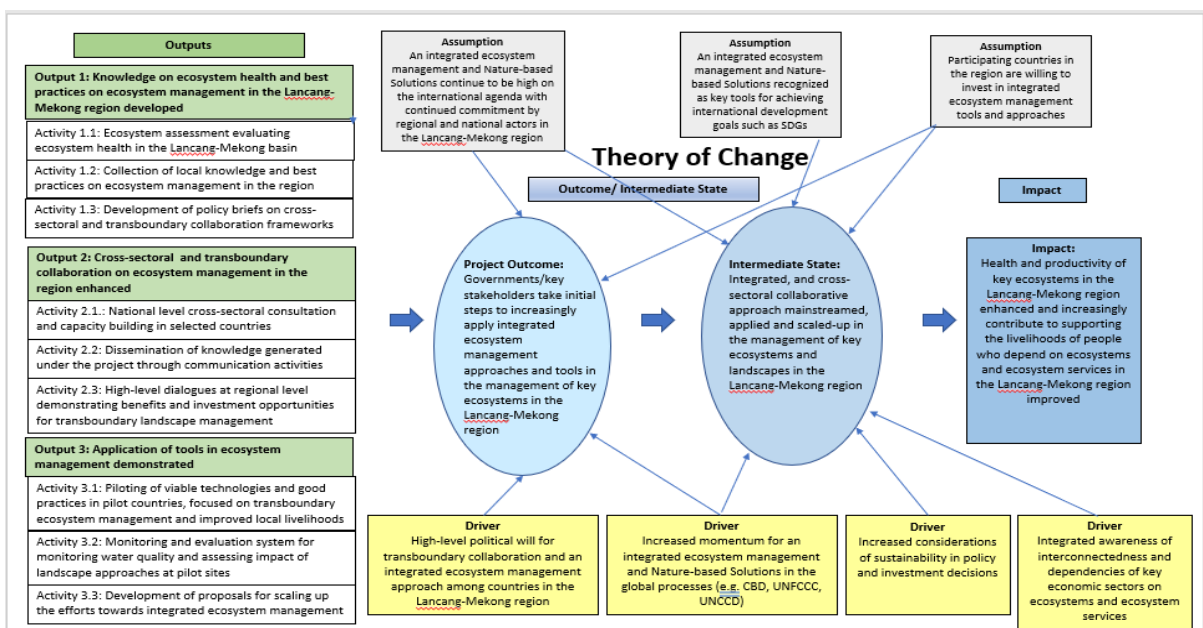 Outputs
Output 1: Knowledge on ecosystem health and best
practices on ecosystem management in the Lancang-
Mekong region developed
Activity 1.1: Ecosystem assessment evaluating
ecosystem health in the Lancang-Mekong basin
Activity 1.2: Collection of local knowledge and best
practices on ecosystem management in the region
Activity 1.3: Development of policy briefs on cross-
sectoral and transboundary collaboration frameworks
Output 2: Cross-sectoral and transboundary
collaboration on ecosystem management in the
region enhanced
Activity 2.1.: National level cross-sectoral consultation
and capacity building in selected countries
Activity 2.2: Dissemination of knowledge generated
under the project through communication activities
Activity 2.3: High-level dialogues at regional level
demonstrating benefits and investment opportunities
for transboundary landscape management
Output 3: Application of tools in ecosystem
management demonstrated
Activity 3.1: Piloting of viable technologies and good
practices in pilot countries, focused on transboundary
ecosystem management and improved local livelihoods
Activity 3.2: Monitoring and evaluation system for
monitoring water quality and assessing impact of
landscape approaches at pilot sites
Activity 3.3: Development of proposals for scaling up
the efforts towards integrated ecosystem management
Assumption
An integrated ecosystem
management and Nature-based
Solutions continue to be high on
the international agenda with
continued commitment by
regional and national actors in
the Lancang-Mekong region
Assumption
An integrated ecosystem
management and Nature-
based Solutions recognized
as key tools for achieving
international development
goals such as SDGs
Assumption
Participating countries in
the region are willing to
invest in integrated
ecosystem management
tools and approaches
Theory of Change
Outcome/ Intermediate State
Impact
Project Outcome:
Governments/key
stakeholders take initial
steps to increasingly
apply integrated
ecosystem
management
approaches and tools in
the management of key
ecosystems in the
Lancang-Mekong
region
Intermediate State:
Integrated, and cross-
sectoral collaborative
approach mainstreamed,
applied and scaled-up in
the management of key
ecosystems and
landscapes in the
Lancang-Mekong region
Impact:
Health and productivity of
key ecosystems in the
Lancang-Mekong region
enhanced and increasingly
contribute to supporting
the livelihoods of people
who depend on ecosystems
and ecosystem services in
the Lancang-Mekong region
improved
Driver
High-level political will for
transboundary collaboration and an
integrated ecosystem management
approach among countries in the
Lancang-Mekong region
Driver
Increased momentum for an
integrated ecosystem management
and Nature-based Solutions in the
global processes (e.g. CBD, UNFCCC,
UNCCD)
Driver
Increased considerations
of sustainability in policy
and investment decisions
Driver
Integrated awareness of
interconnectedness and
dependencies of key
economic sectors on
ecosystems and ecosystem
services